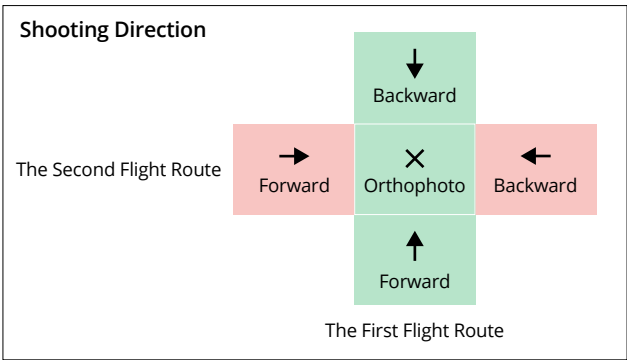 Shooting Direction
Backward
The Second Flight Route
Forward
Orthophoto
Backward
Forward
The First Flight Route